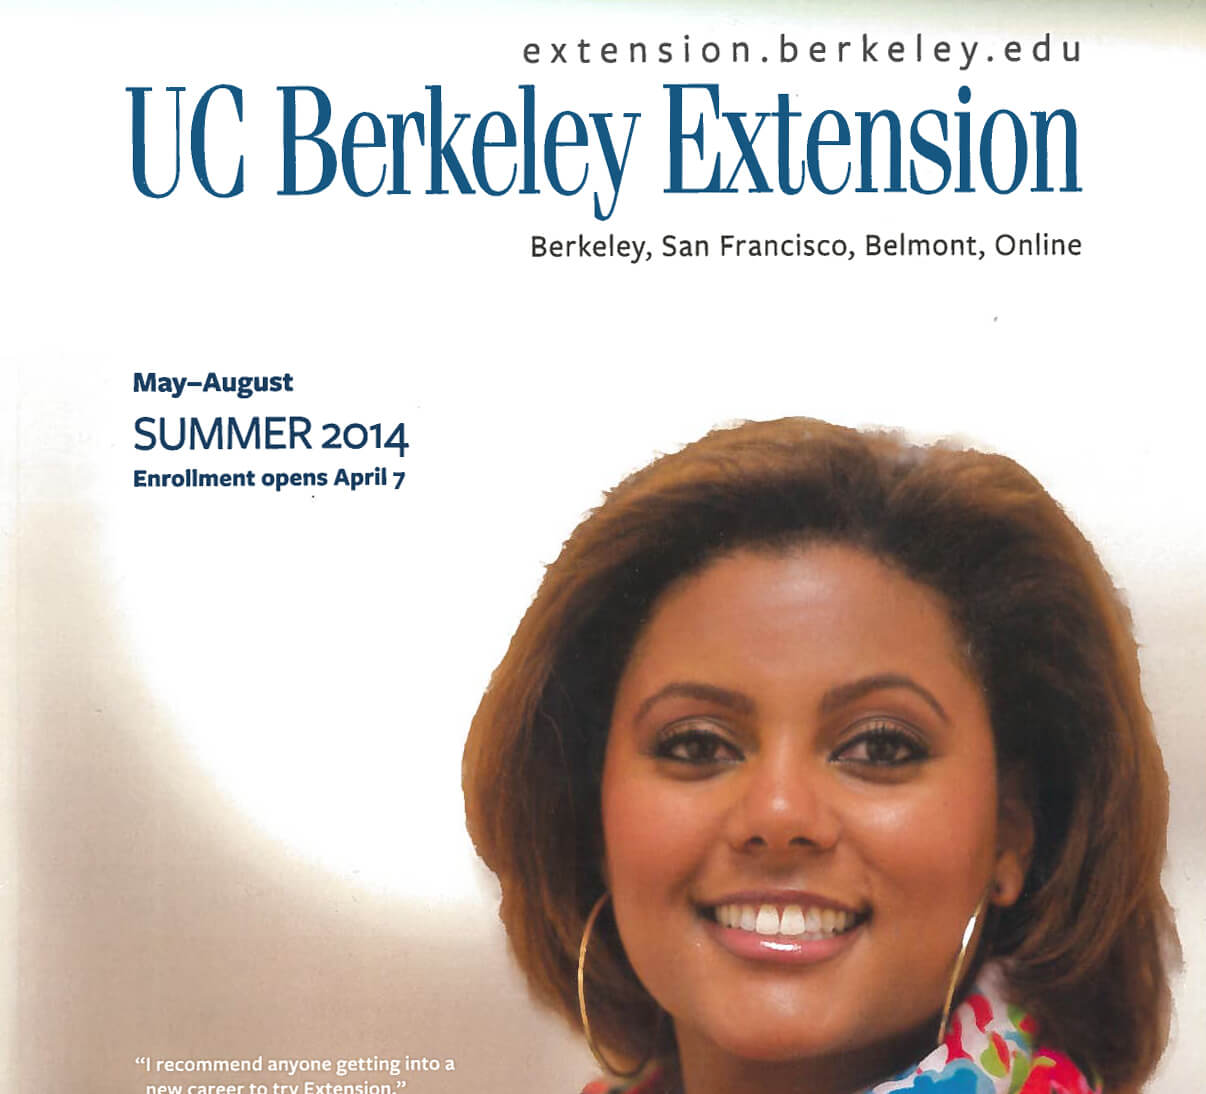 extension.berkeley.edu
UC Berkeley Extension
Berkeley, San Francisco, Belmont, Online
May–August
SUMMER 2014
Enrollment opens April 7
“I recommend anyone getting into a
new career to try Extension.”